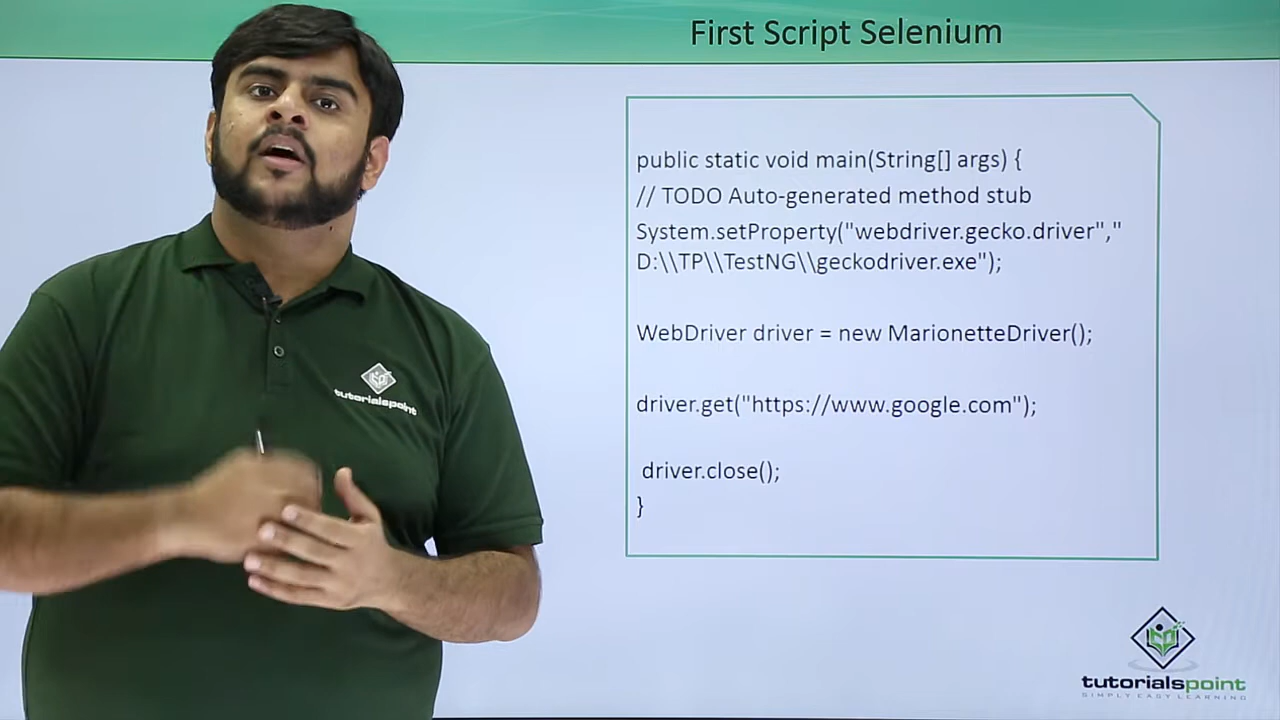 First Script Selenium
public static void main(String[] args) {
// TODO Auto-generated method stub
System.setProperty("webdriver.gecko.driver","
D:\\TP\\TestNG\\geckodriver.exe");
WebDriver driver = new MarionetteDriver();
driver.get("https://www.google.com");
driver.close();
}
tutorialspoint
tutorialspoint
SIMPLY EASY LEARNING